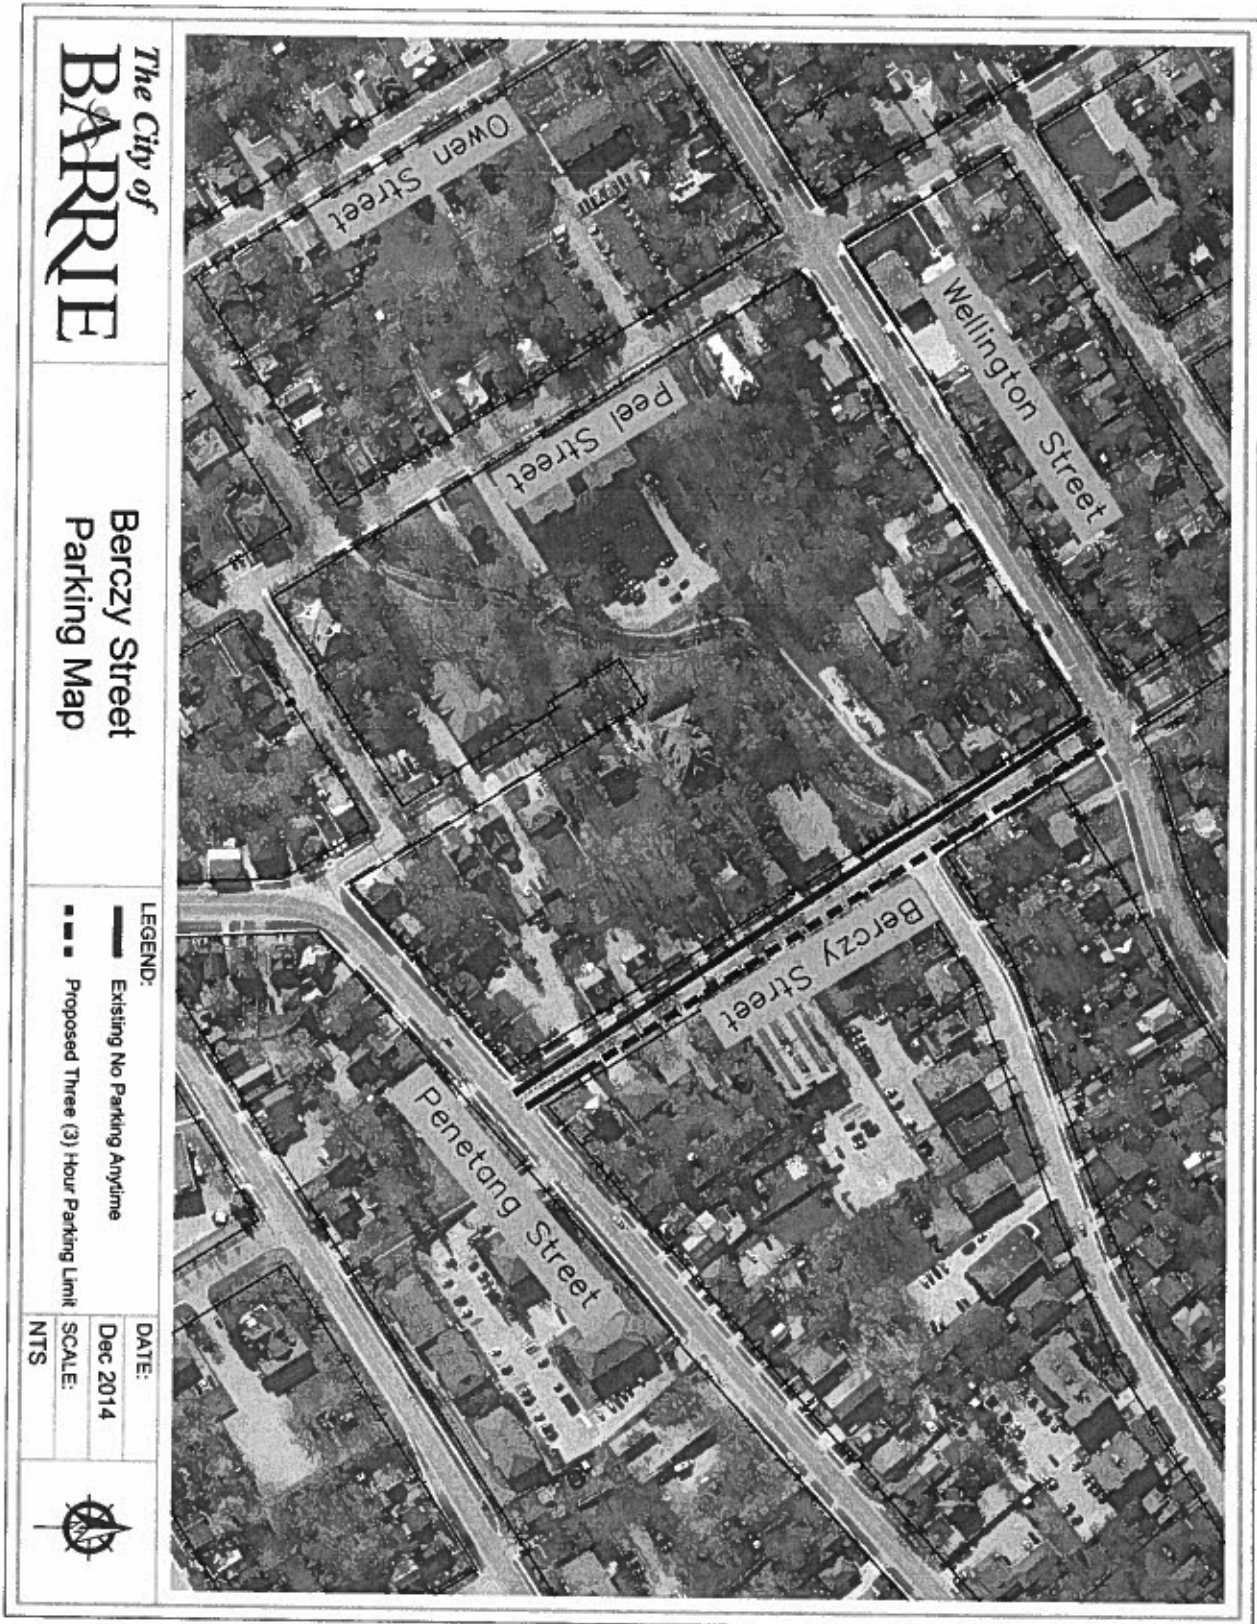 Wellington Street
Owen
Street
Peel Street
Berczy Street
Penetang Street
The City of
BARRIE
Berczy Street
Parking Map
LEGEND:
Existing No Parking Anytime
Proposed Three (3) Hour Parking Limit
DATE:
Dec 2014
SCALE:
NTS